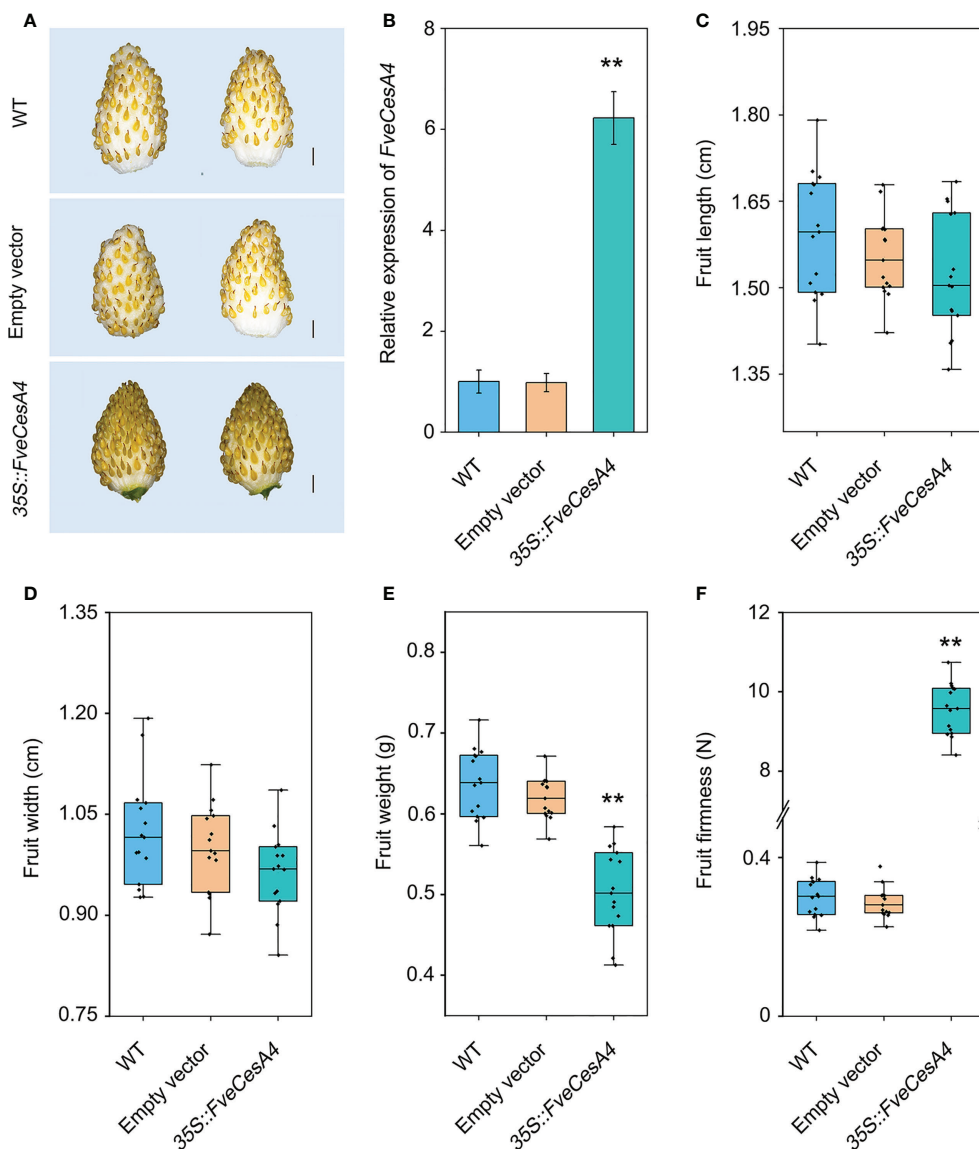 A
WT
Empty vector
35S::FveCesA4
B
Relative expression of FveCesA4
8
6
4
2
0
**
WT
Empty vector
35S::FveCesA4
C
Fruit length (cm)
1.95
1.80
1.65
1.50
1.35
WT
Empty vector
35S::FveCesA4
D
Fruit width (cm)
1.35
1.20
1.05
0.90
0.75
WT
Empty vector
35S::FveCesA4
E
Fruit weight (g)
0.8
0.7
0.6
0.5
0.4
**
WT
Empty vector
35S::FveCesA4
F
Fruit firmness (N)
12
10
8
0.4
0
**
WT
Empty vector
35S::FveCesA4